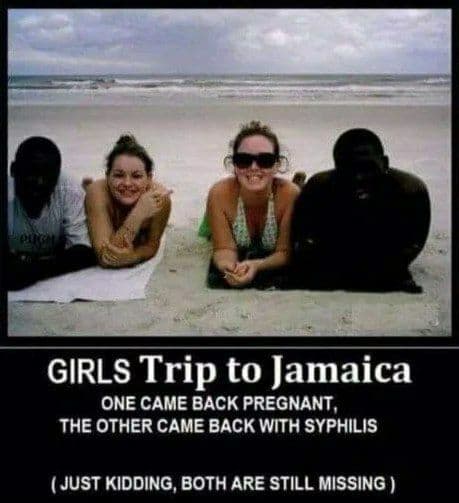 GIRLS Trip to Jamaica
ONE CAME BACK PREGNANT,
THE OTHER CAME BACK WITH SYPHILIS
( JUST KIDDING, BOTH ARE STILL MISSING )